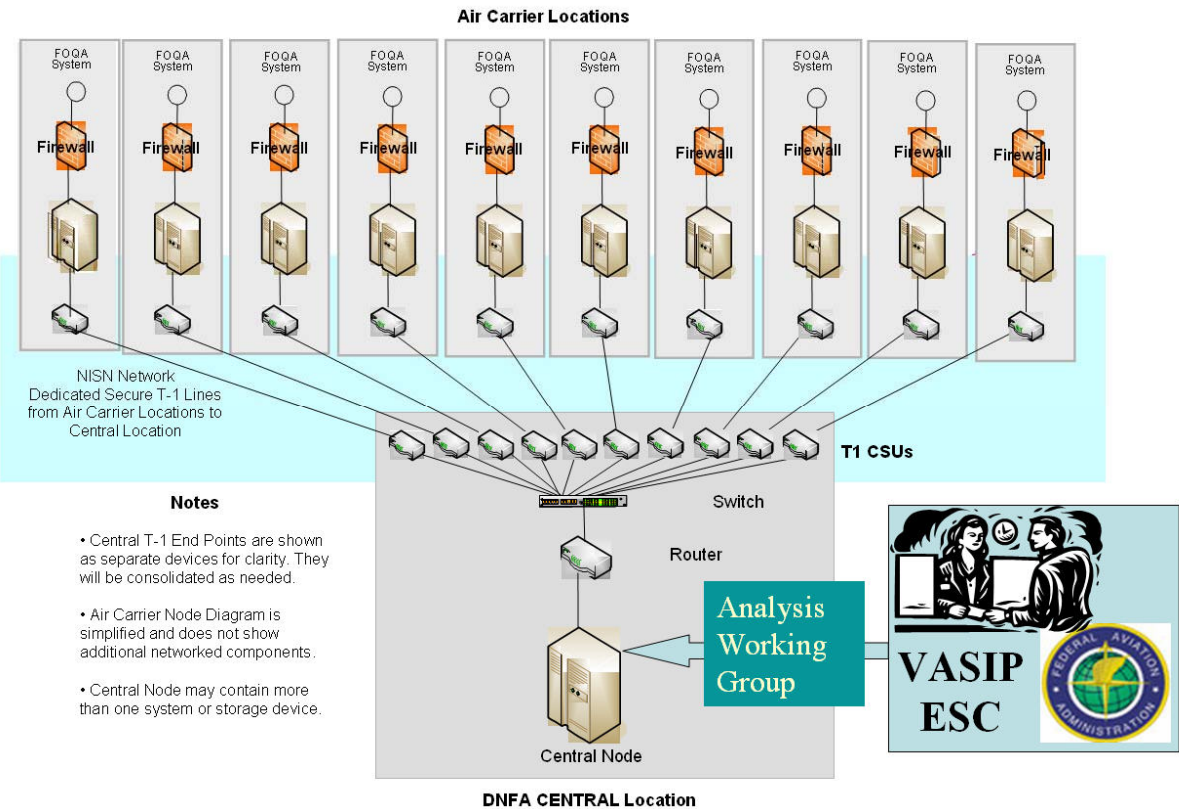 Air Carrier Locations
FOQA
System
FOQA
System
FOQA
System
FOQA
System
FOQA
System
FOQA
System
FOQA
System
FOQA
System
FOQA
System
FOQA
System
Firewall
Firewall
Firewall
Firewall
Firewall
Firewall
Firewall
Firewall
Firewall
Firewall
NISN Network
Dedicated Secure T-1 Lines
from Air Carrier Locations to
Central Location
T1 CSUs
Switch
Router
Notes
• Central T-1 End Points are shown
as separate devices for clarity. They
will be consolidated as needed.
• Air Carrier Node Diagram is
simplified and does not show
additional networked components.
• Central Node may contain more
than one system or storage device.
Analysis
Working
Group
VASIP
ESC
FEDERAL AVIATION
ADMINISTRATION
Central Node
DNFA CENTRAL Location